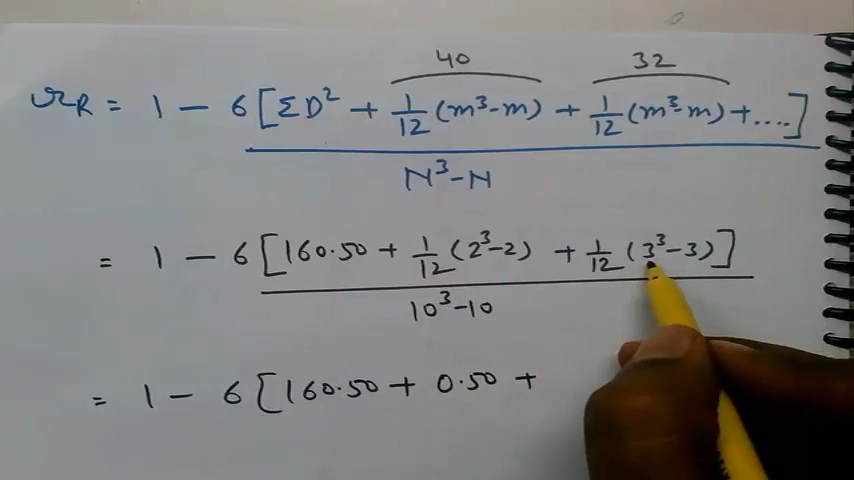 40 32
r_R = 1 - 6[ΣD² + 1/12 (m³-m) + 1/12 (m³-m) + ....]
N³-N
= 1 - 6[160.50 + 1/12 (2³-2) + 1/12 (3³-3)]
10³-10
= 1 - 6[160.50 + 0.50 +